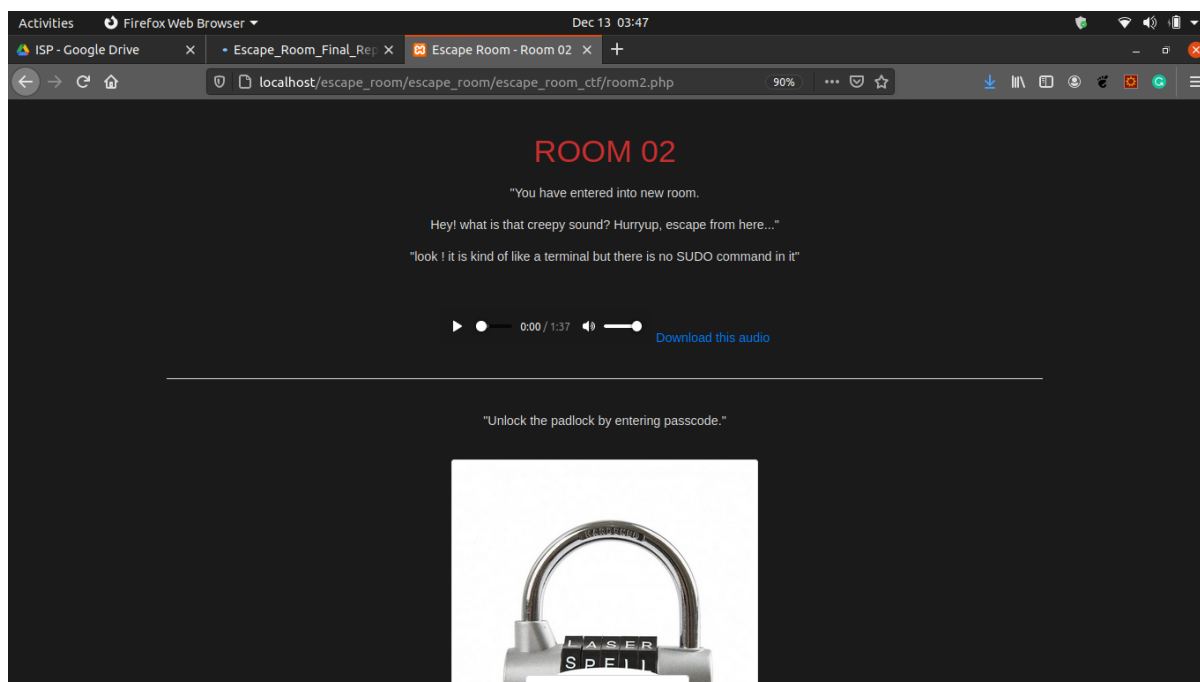 Activities Firefox Web Browser Dec 13 03:47
ISP - Google Drive Escape_Room_Final_Rep Escape Room - Room 02
localhost/escape_room/escape_room/escape_room_ctf/room2.php 90%
ROOM 02
"You have entered into new room.
Hey! what is that creepy sound? Hurryup, escape from here..."
"look ! it is kind of like a terminal but there is no SUDO command in it"
0:00 / 1:37 Download this audio
"Unlock the padlock by entering passcode."
LASER
SPELL